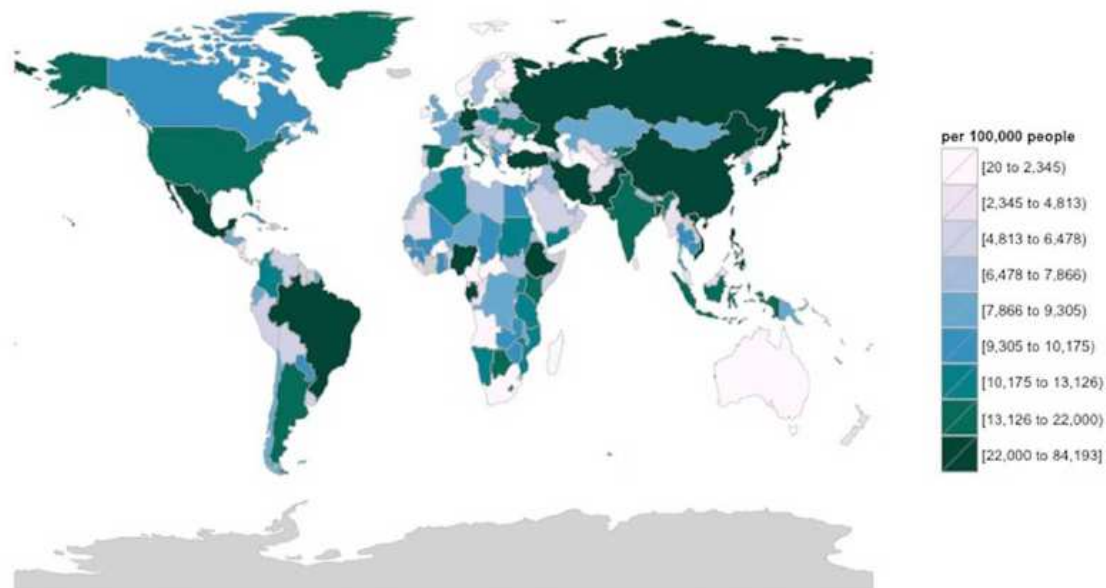 per 100,000 people
[20 to 2,345)
[2,345 to 4,813)
[4,813 to 6,478)
[6,478 to 7,866)
[7,866 to 9,305)
[9,305 to 10,175)
[10,175 to 13,126)
[13,126 to 22,000)
[22,000 to 84,193]